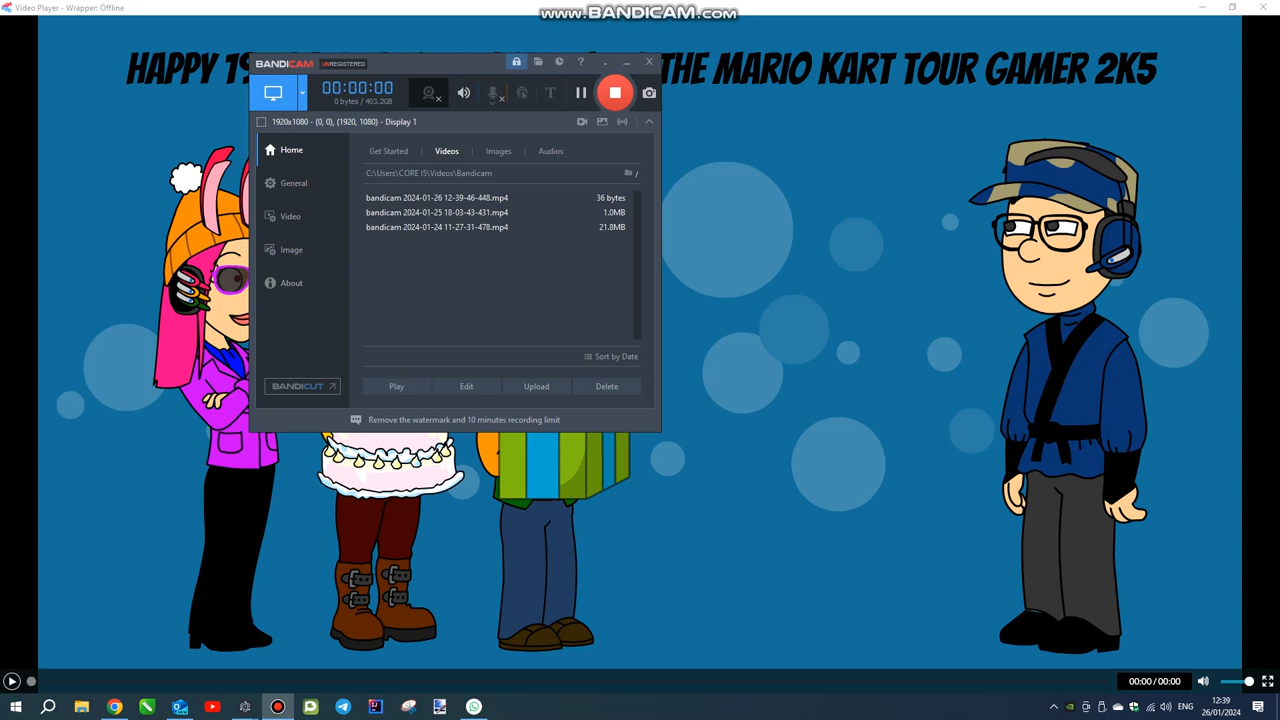 Video Player - Wrapper: Offline
www.BANDICAM.com
HAPPY 19
THE MARIO KART TOUR GAMER 2K5
BANDICAM UNREGISTERED
00:00:00
0 bytes / 403.2GB
1920x1080 - (0, 0), (1920, 1080) - Display 1
Home
General
Video
Image
About
BANDICUT
Get Started Videos Images Audios
C:\Users\CORE I5\Videos\Bandicam
bandicam 2024-01-26 12-39-46-448.mp4 36 bytes
bandicam 2024-01-25 18-03-43-431.mp4 1.0MB
bandicam 2024-01-24 11-27-31-478.mp4 21.8MB
Sort by Date
Play Edit Upload Delete
Remove the watermark and 10 minutes recording limit
00:00 / 00:00
ENG
12:39
26/01/2024